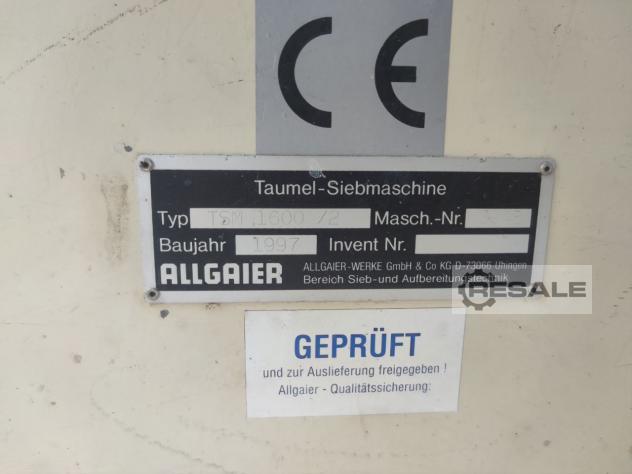 CE
Taumel-Siebmaschine
Typ TSM 1600 /2 Masch.-Nr.
Baujahr 1997 Invent Nr.
ALLGAIER ALLGAIER-WERKE GmbH & Co KG D-73066 Uhingen
Bereich Sieb-und Aufbereitungstechnik
RESALE
GEPRÜFT
und zur Auslieferung freigegeben !
Allgaier - Qualitätssicherung: